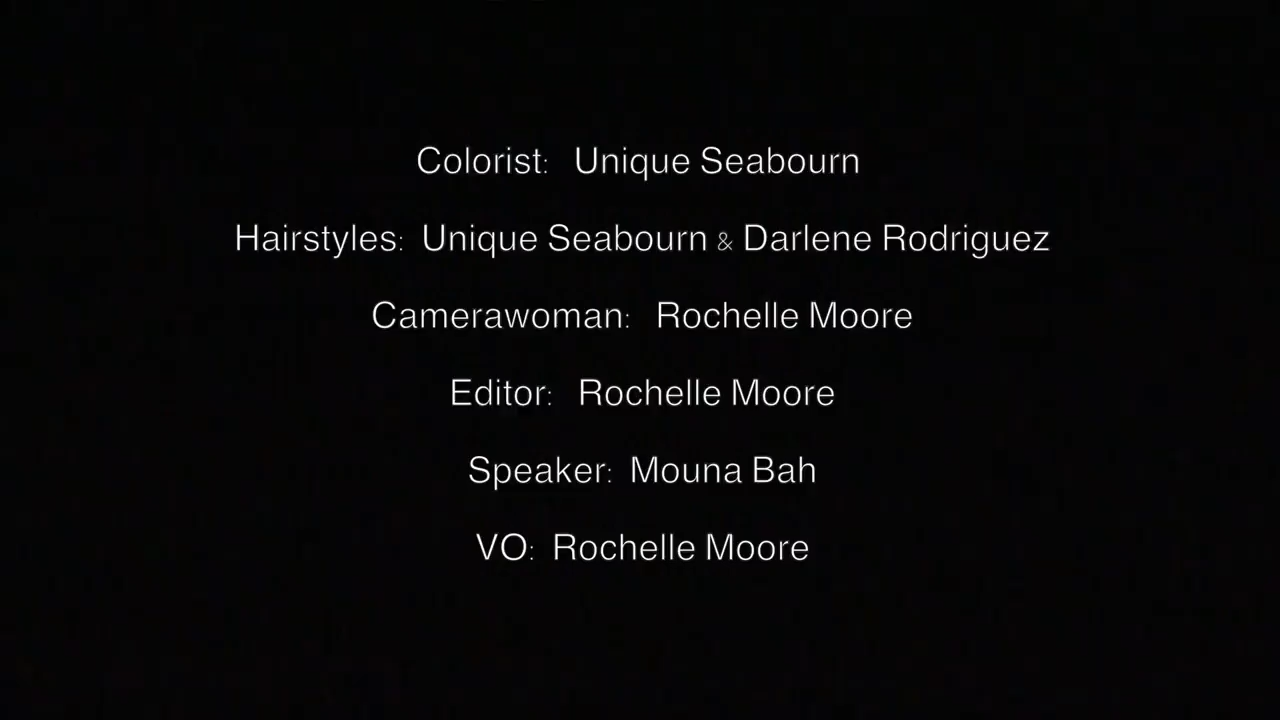 Colorist: Unique Seabourn
Hairstyles: Unique Seabourn & Darlene Rodriguez
Camerawoman: Rochelle Moore
Editor: Rochelle Moore
Speaker: Mouna Bah
VO: Rochelle Moore